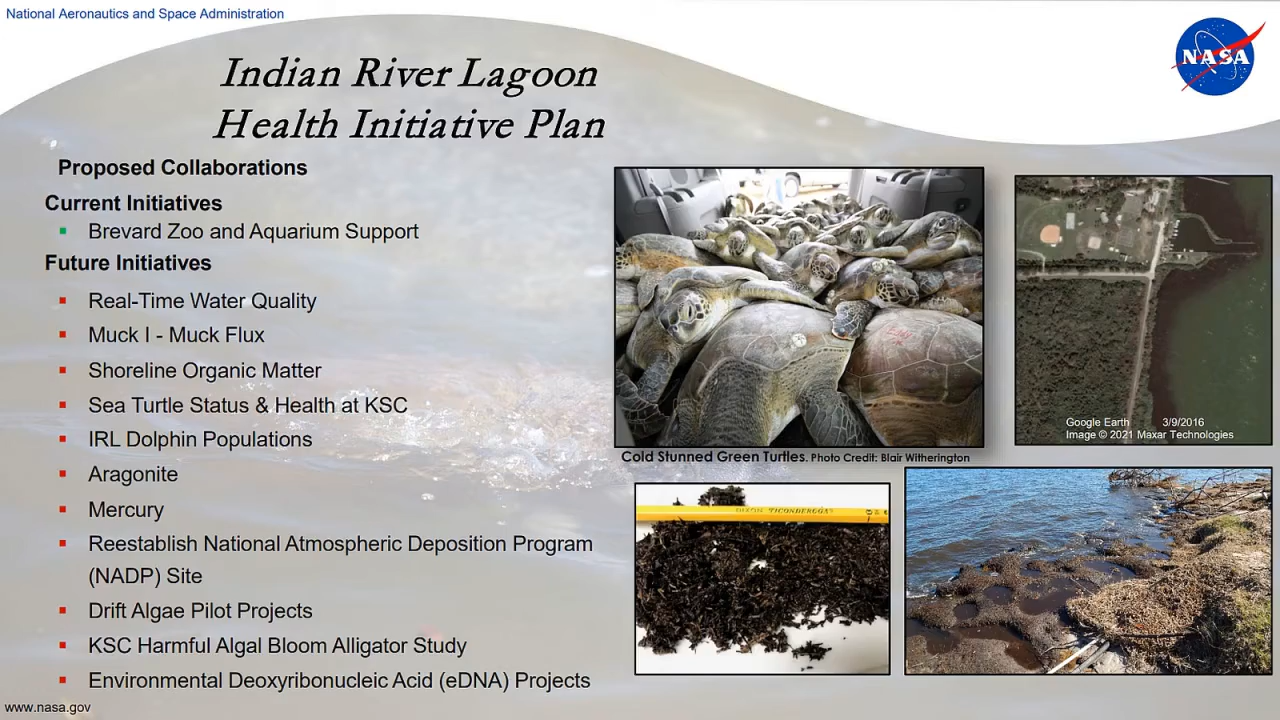 National Aeronautics and Space Administration
NASA
Indian River Lagoon
Health Initiative Plan
Proposed Collaborations
Current Initiatives
Brevard Zoo and Aquarium Support
Future Initiatives
Real-Time Water Quality
Muck I - Muck Flux
Shoreline Organic Matter
Sea Turtle Status & Health at KSC
IRL Dolphin Populations
Aragonite
Mercury
Reestablish National Atmospheric Deposition Program
(NADP) Site
Drift Algae Pilot Projects
KSC Harmful Algal Bloom Alligator Study
Environmental Deoxyribonucleic Acid (eDNA) Projects
Google Earth 3/9/2016
Image © 2021 Maxar Technologies
Cold Stunned Green Turtles. Photo Credit: Blair Witherington
DIXON TICONDEROGA
www.nasa.gov